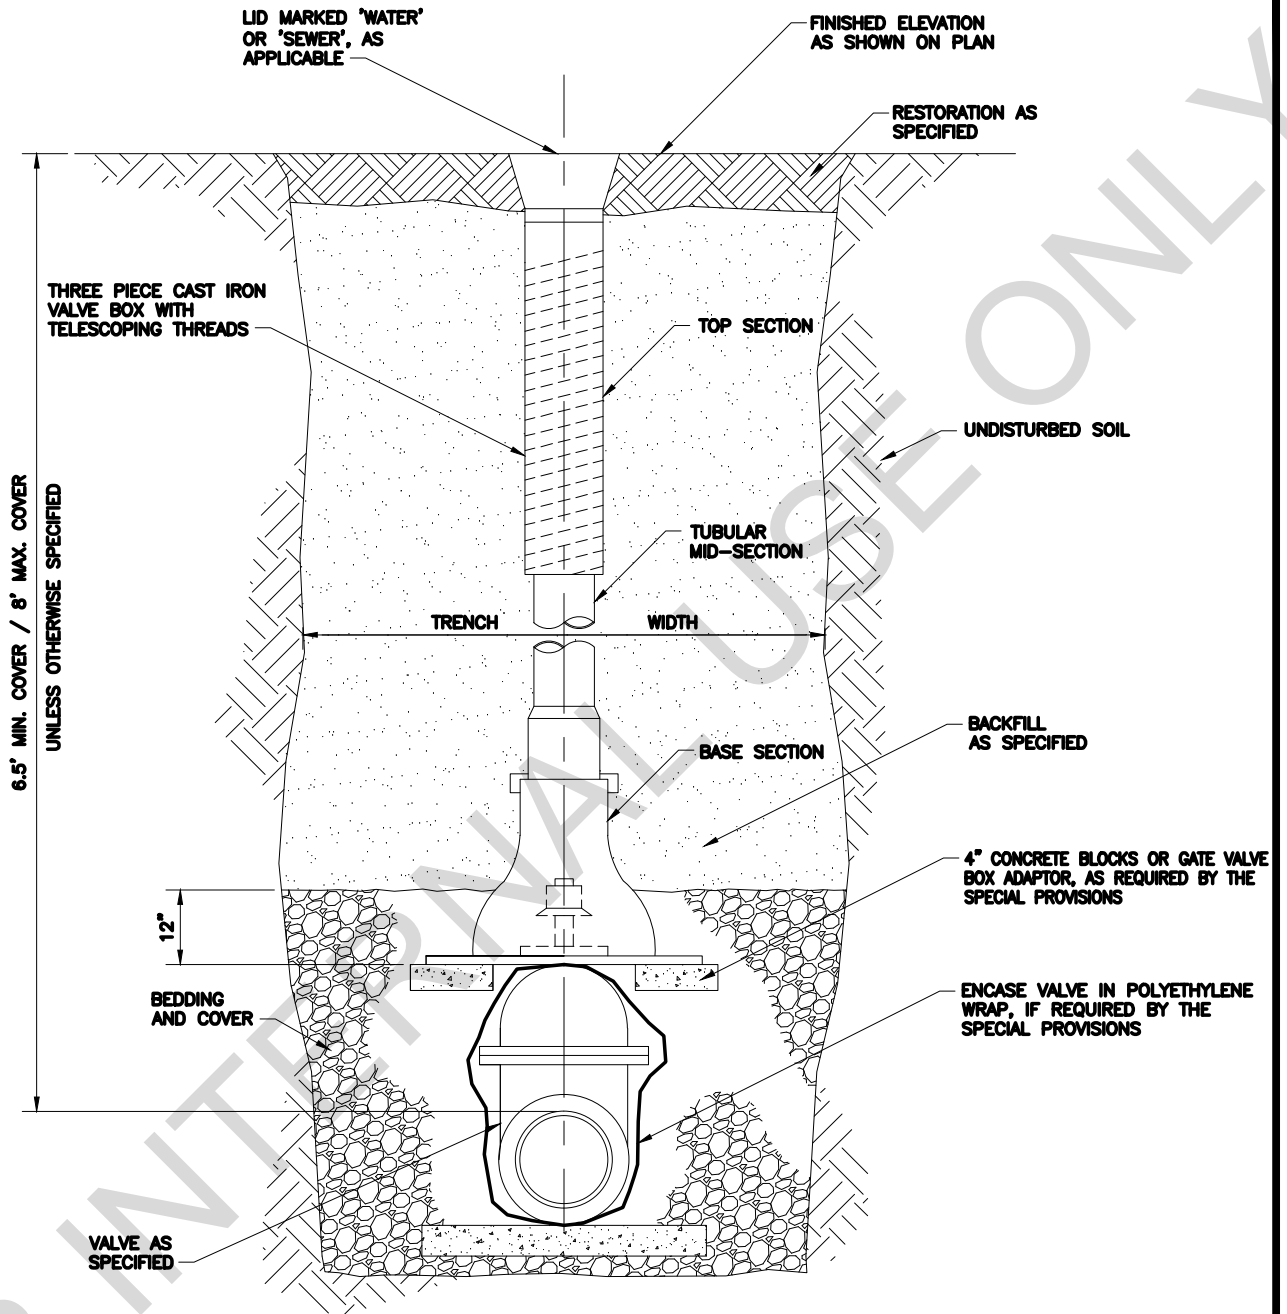 LID MARKED 'WATER'
OR 'SEWER', AS
APPLICABLE
FINISHED ELEVATION
AS SHOWN ON PLAN
RESTORATION AS
SPECIFIED
THREE PIECE CAST IRON
VALVE BOX WITH
TELESCOPING THREADS
TOP SECTION
UNDISTURBED SOIL
6.5' MIN. COVER / 8' MAX. COVER
UNLESS OTHERWISE SPECIFIED
TUBULAR
MID-SECTION
TRENCH WIDTH
BASE SECTION
BACKFILL
AS SPECIFIED
4" CONCRETE BLOCKS OR GATE VALVE
BOX ADAPTOR, AS REQUIRED BY THE
SPECIAL PROVISIONS
12"
BEDDING
AND COVER
ENCASE VALVE IN POLYETHYLENE
WRAP, IF REQUIRED BY THE
SPECIAL PROVISIONS
VALVE AS
SPECIFIED
R INTERNAL USE ONLY